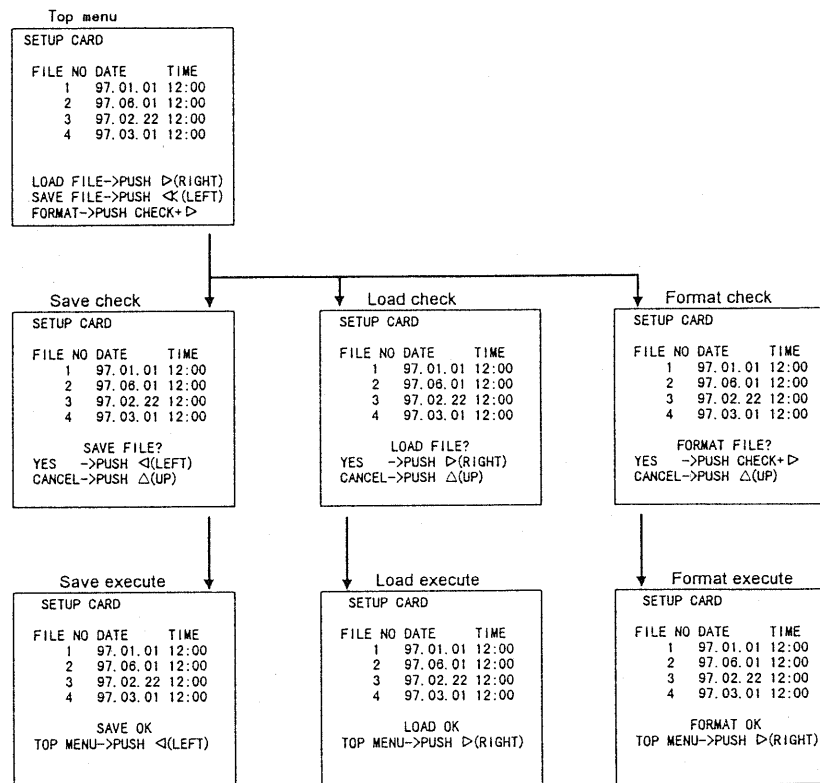 Top menu
SETUP CARD
FILE NO DATE TIME
1 97.01.01 12:00
2 97.06.01 12:00
3 97.02.22 12:00
4 97.03.01 12:00
LOAD FILE->PUSH ▷(RIGHT)
SAVE FILE->PUSH ◁(LEFT)
FORMAT->PUSH CHECK+▷
Save check
SETUP CARD
FILE NO DATE TIME
1 97.01.01 12:00
2 97.06.01 12:00
3 97.02.22 12:00
4 97.03.01 12:00
SAVE FILE?
YES ->PUSH ◁(LEFT)
CANCEL->PUSH △(UP)
Load check
SETUP CARD
FILE NO DATE TIME
1 97.01.01 12:00
2 97.06.01 12:00
3 97.02.22 12:00
4 97.03.01 12:00
LOAD FILE?
YES ->PUSH ▷(RIGHT)
CANCEL->PUSH △(UP)
Format check
SETUP CARD
FILE NO DATE TIME
1 97.01.01 12:00
2 97.06.01 12:00
3 97.02.22 12:00
4 97.03.01 12:00
FORMAT FILE?
YES ->PUSH CHECK+▷
CANCEL->PUSH △(UP)
Save execute
SETUP CARD
FILE NO DATE TIME
1 97.01.01 12:00
2 97.06.01 12:00
3 97.02.22 12:00
4 97.03.01 12:00
SAVE OK
TOP MENU->PUSH ◁(LEFT)
Load execute
SETUP CARD
FILE NO DATE TIME
1 97.01.01 12:00
2 97.06.01 12:00
3 97.02.22 12:00
4 97.03.01 12:00
LOAD OK
TOP MENU->PUSH ▷(RIGHT)
Format execute
SETUP CARD
FILE NO DATE TIME
1 97.01.01 12:00
2 97.06.01 12:00
3 97.02.22 12:00
4 97.03.01 12:00
FORMAT OK
TOP MENU->PUSH ▷(RIGHT)